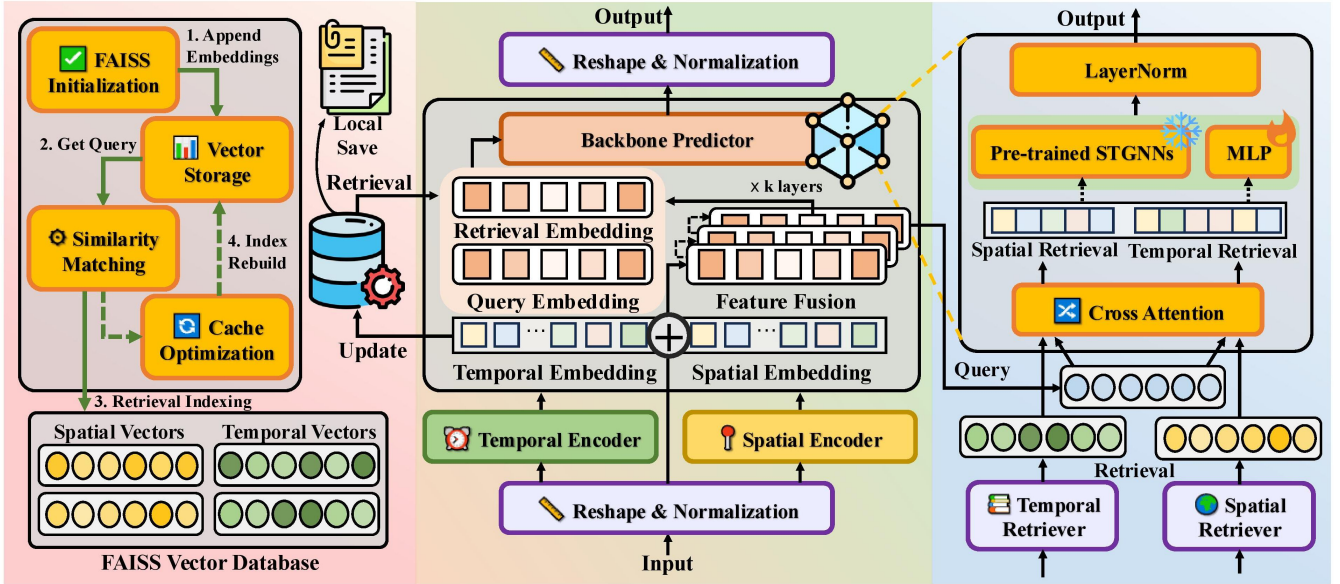 1. Append
Embeddings
FAISS
Initialization
2. Get Query
Vector
Storage
Similarity
Matching
4. Index
Rebuild
Cache
Optimization
3. Retrieval Indexing
Spatial Vectors
Temporal Vectors
FAISS Vector Database
Local
Save
Retrieval
Update
Output
Reshape & Normalization
Backbone Predictor
× k layers
Retrieval Embedding
Query Embedding
Feature Fusion
...
...
Temporal Embedding
Spatial Embedding
Temporal Encoder
Spatial Encoder
Reshape & Normalization
Input
Output
LayerNorm
Pre-trained STGNNs
MLP
Spatial Retrieval
Temporal Retrieval
Cross Attention
Query
Retrieval
Temporal
Retriever
Spatial
Retriever